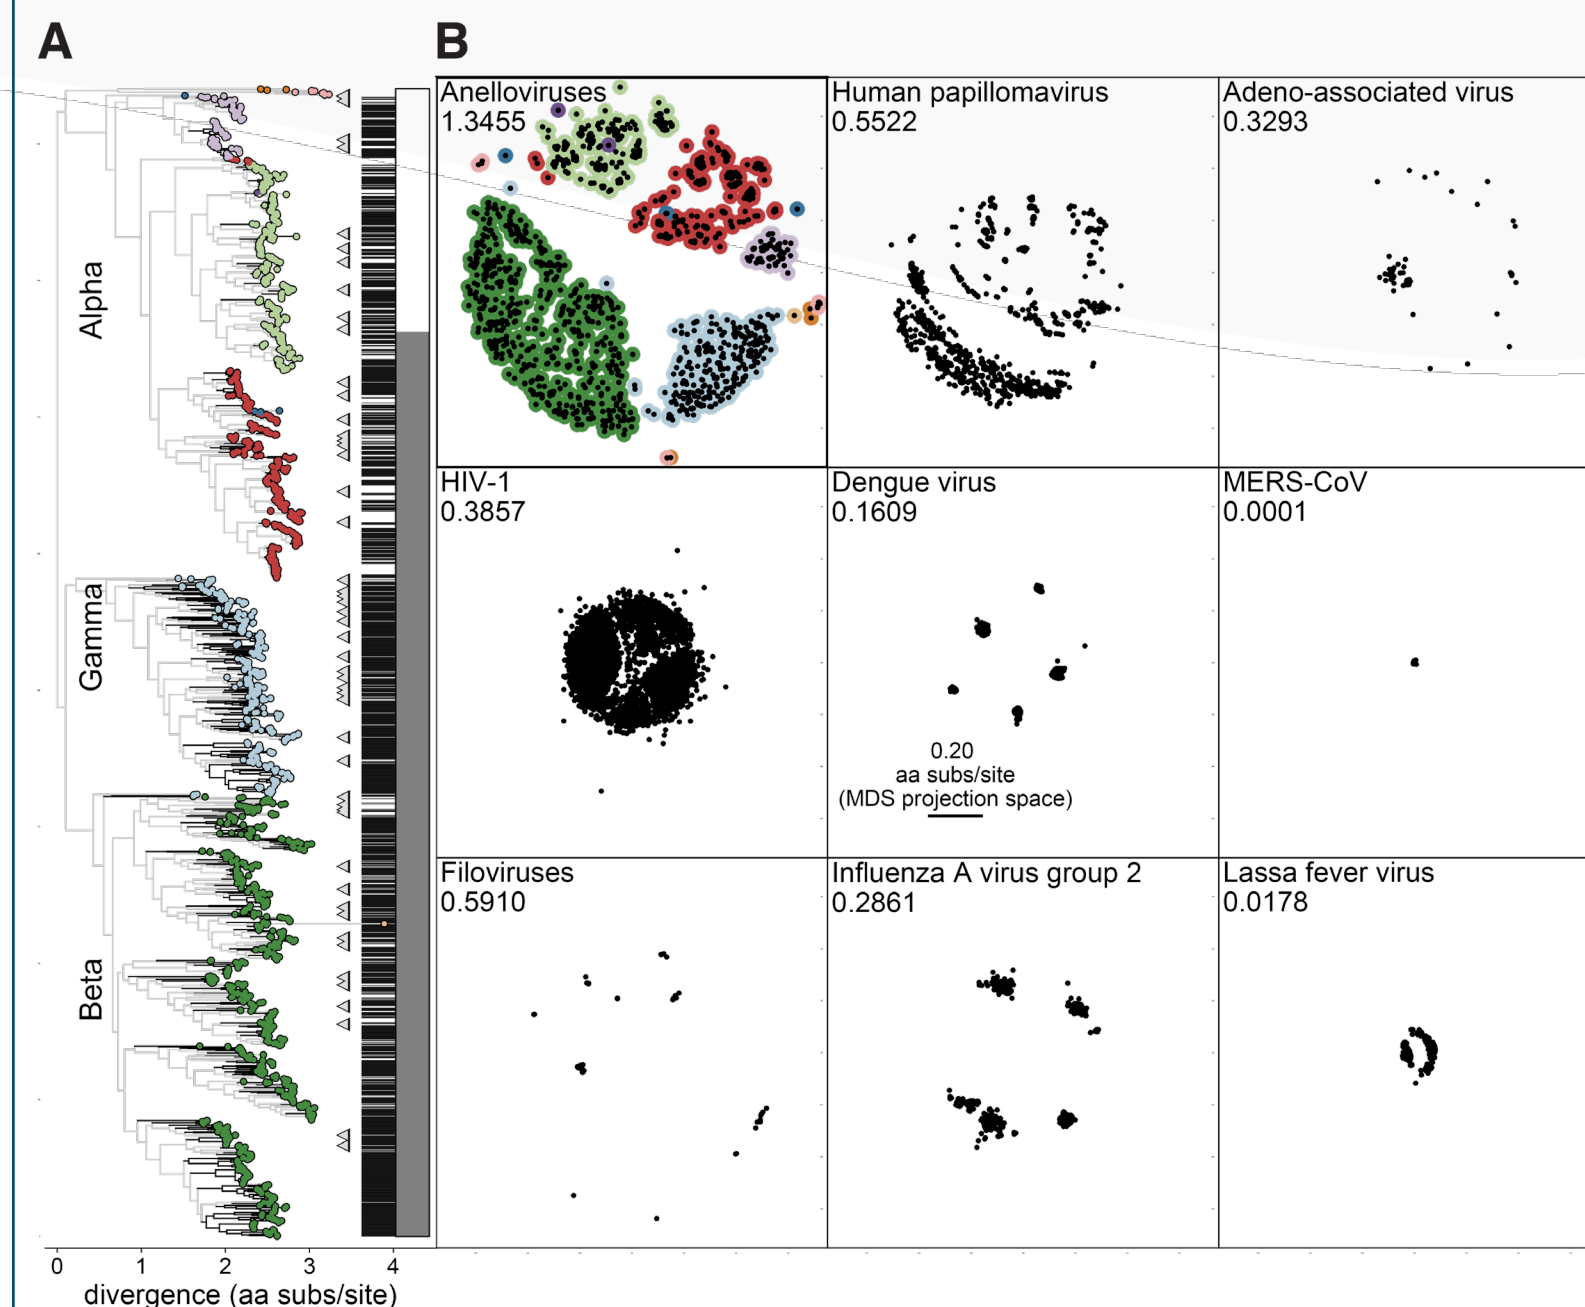 A
B
Alpha
Gamma
Beta
0 1 2 3 4
divergence (aa subs/site)
Anelloviruses
1.3455
Human papillomavirus
0.5522
Adeno-associated virus
0.3293
HIV-1
0.3857
Dengue virus
0.1609
0.20
aa subs/site
(MDS projection space)
MERS-CoV
0.0001
Filoviruses
0.5910
Influenza A virus group 2
0.2861
Lassa fever virus
0.0178